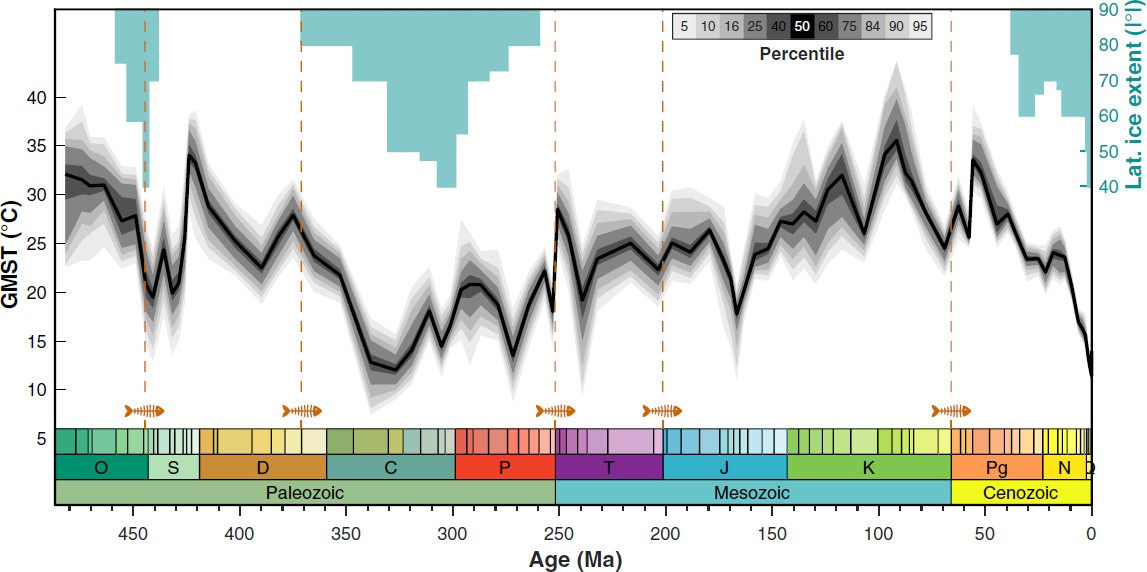 5 10 16 25 40 50 60 75 84 90 95
Percentile
90
80
70
60
50
40
Lat. ice extent (|°|)
40
35
30
25
20
15
10
5
GMST (°C)
O S D C P T J K Pg N Q
Paleozoic Mesozoic Cenozoic
450 400 350 300 250 200 150 100 50 0
Age (Ma)